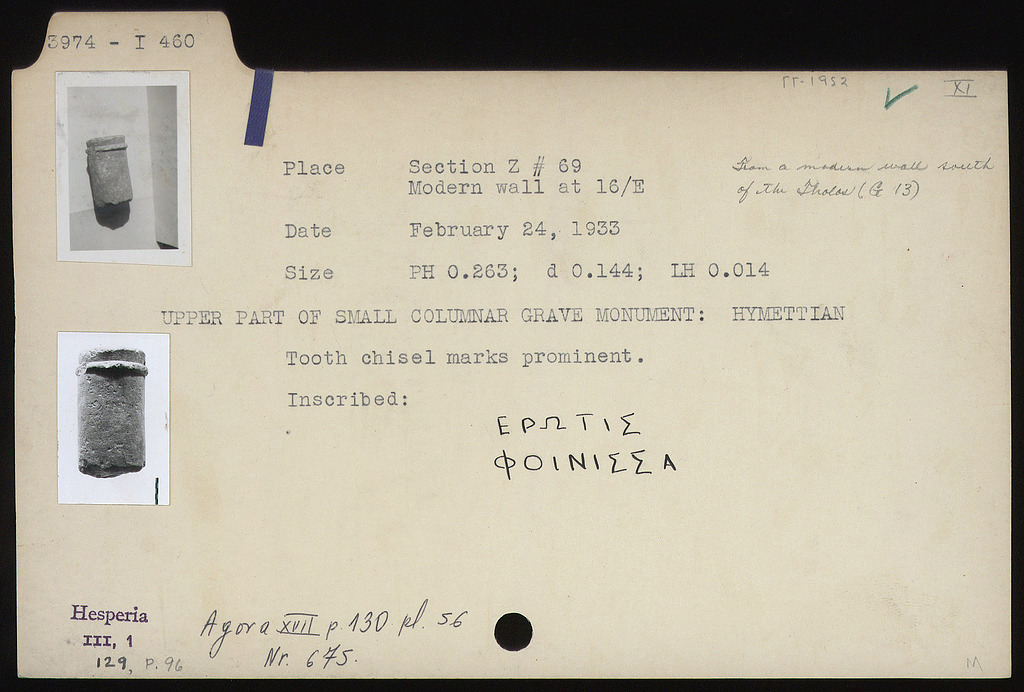 3974 - I 460
ΓΓ-1952
XI
Place Section Z # 69
Modern wall at 16/E
From a modern wall south
of the Tholos (G 13)
Date February 24, 1933
Size PH 0.263; d 0.144; LH 0.014
UPPER PART OF SMALL COLUMNAR GRAVE MONUMENT: HYMETTIAN
Tooth chisel marks prominent.
Inscribed:
ΕΡΩΤΙΣ
ΦΟΙΝΙΣΣΑ
Hesperia
III, 1
129, P. 96
Agora XVII p. 130 pl. 56
Nr. 675.
M